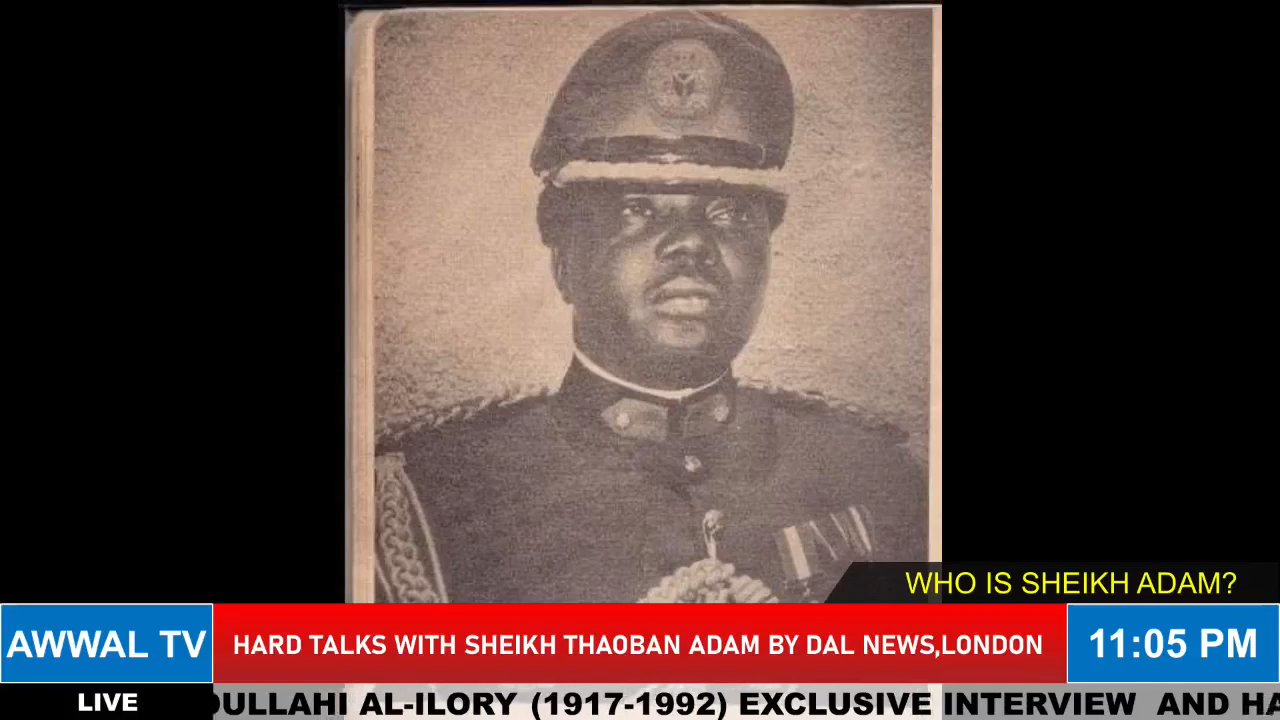 WHO IS SHEIKH ADAM?
AWWAL TV
HARD TALKS WITH SHEIKH THAOBAN ADAM BY DAL NEWS,LONDON
11:05 PM
LIVE
DULLAHI AL-ILORY (1917-1992) EXCLUSIVE INTERVIEW AND HA